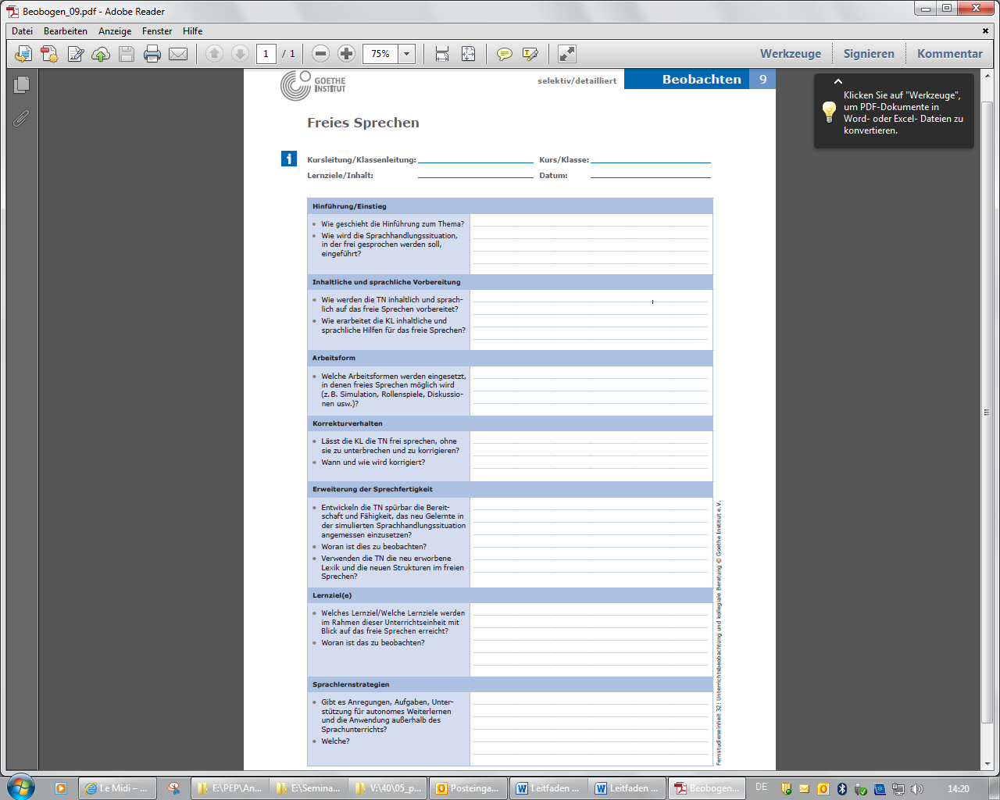 Beobogen_09.pdf - Adobe Reader
Datei Bearbeiten Anzeige Fenster Hilfe
1 / 1 75% Werkzeuge Signieren Kommentar
GOETHE INSTITUT
selektiv/detailliert Beobachten 9
Klicken Sie auf "Werkzeuge",
um PDF-Dokumente in
Word- oder Excel- Dateien zu
konvertieren.
Freies Sprechen
Kursleitung/Klassenleitung: Kurs/Klasse:
Lernziele/Inhalt: Datum:
Hinführung/Einstieg
• Wie geschieht die Hinführung zum Thema?
• Wie wird die Sprachhandlungssituation,
in der frei gesprochen werden soll,
eingeführt?
Inhaltliche und sprachliche Vorbereitung
• Wie werden die TN inhaltlich und sprach-
lich auf das freie Sprechen vorbereitet?
• Wie erarbeitet die KL inhaltliche und
sprachliche Hilfen für das freie Sprechen?
Arbeitsform
• Welche Arbeitsformen werden eingesetzt,
in denen freies Sprechen möglich wird
(z. B. Simulation, Rollenspiele, Diskussio-
nen usw.)?
Korrekturverhalten
• Lässt die KL die TN frei sprechen, ohne
sie zu unterbrechen und zu korrigieren?
• Wann und wie wird korrigiert?
Erweiterung der Sprechfertigkeit
• Entwickeln die TN spürbar die Bereit-
schaft und Fähigkeit, das neu Gelernte in
der simulierten Sprachhandlungssituation
angemessen einzusetzen?
• Woran ist dies zu beobachten?
• Verwenden die TN die neu erworbene
Lexik und die neuen Strukturen im freien
Sprechen?
Lernziel(e)
• Welches Lernziel/Welche Lernziele werden
im Rahmen dieser Unterrichtseinheit mit
Blick auf das freie Sprechen erreicht?
• Woran ist das zu beobachten?
Sprachlernstrategien
• Gibt es Anregungen, Aufgaben, Unter-
stützung für autonomes Weiterlernen
und die Anwendung außerhalb des
Sprachunterrichts?
• Welche?
Fernstudieneinheit 32: Unterrichtsbeobachtung und kollegiale Beratung © Goethe Institut e.V.
Le Midi – ... E:\PEP\An... E:\Semina... V:\40\05_p... Posteinga... Leitfaden ... Leitfaden ... Beobogen... DE 14:20